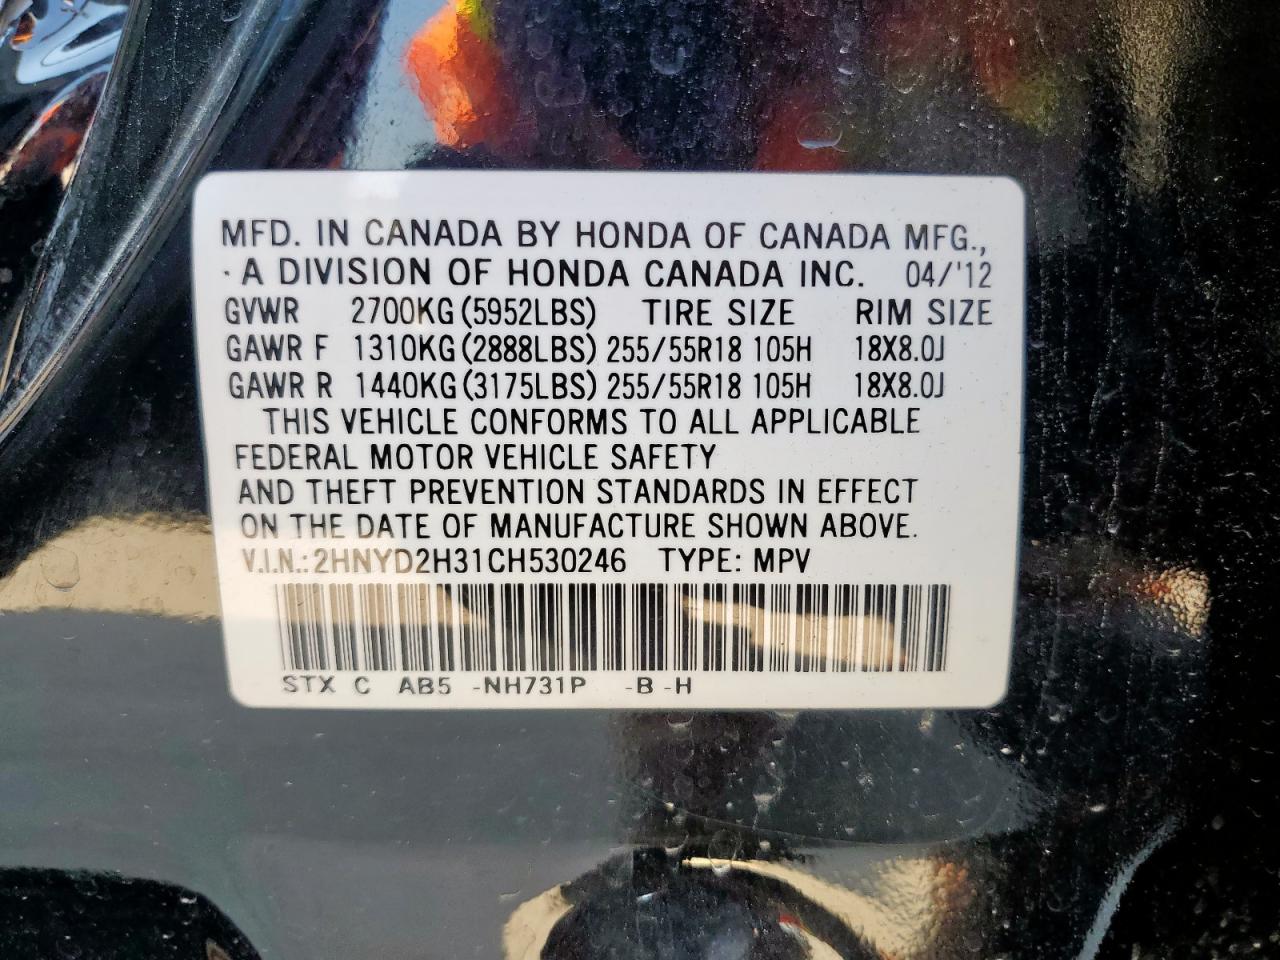 MFD. IN CANADA BY HONDA OF CANADA MFG.,
A DIVISION OF HONDA CANADA INC. 04/'12
GVWR 2700KG (5952LBS) TIRE SIZE RIM SIZE
GAWR F 1310KG (2888LBS) 255/55R18 105H 18X8.0J
GAWR R 1440KG (3175LBS) 255/55R18 105H 18X8.0J
THIS VEHICLE CONFORMS TO ALL APPLICABLE
FEDERAL MOTOR VEHICLE SAFETY
AND THEFT PREVENTION STANDARDS IN EFFECT
ON THE DATE OF MANUFACTURE SHOWN ABOVE.
V.I.N.: 2HNYD2H31CH530246 TYPE: MPV
STX C AB5 -NH731P -B -H